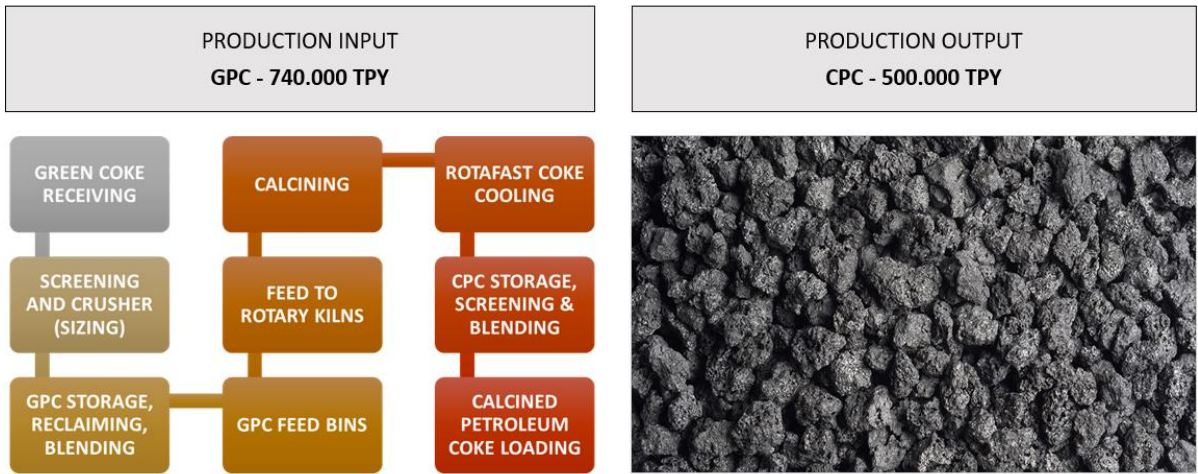 PRODUCTION INPUT
GPC - 740.000 TPY
PRODUCTION OUTPUT
CPC - 500.000 TPY
GREEN COKE
RECEIVING
SCREENING
AND CRUSHER
(SIZING)
GPC STORAGE,
RECLAIMING,
BLENDING
GPC FEED BINS
FEED TO
ROTARY KILNS
CALCINING
ROTAFAST COKE
COOLING
CPC STORAGE,
SCREENING &
BLENDING
CALCINED
PETROLEUM
COKE LOADING